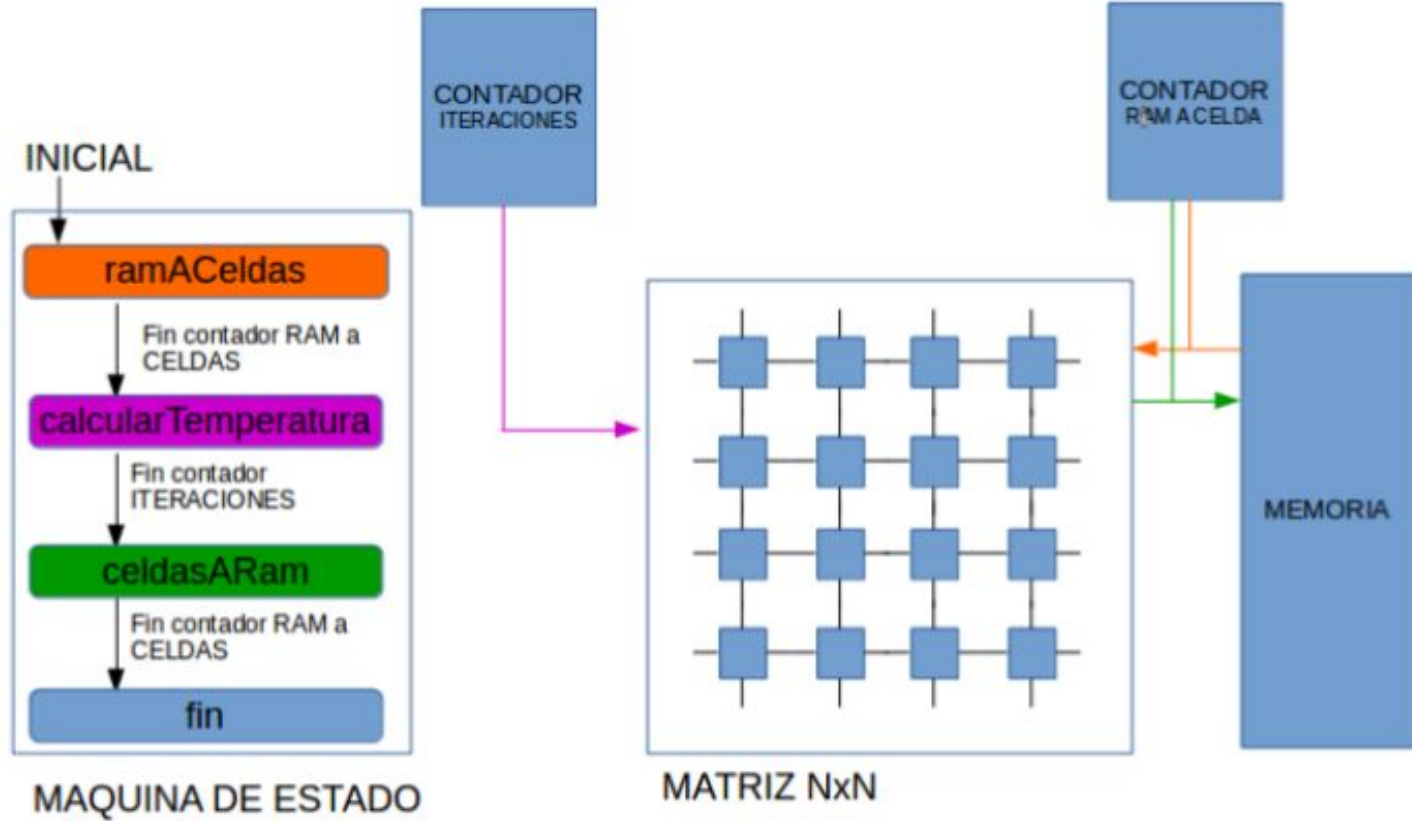 CONTADOR
ITERACIONES
CONTADOR
RAM A CELDA
INICIAL
ramACeldas
Fin contador RAM a
CELDAS
calcularTemperatura
Fin contador
ITERACIONES
celdasARam
Fin contador RAM a
CELDAS
fin
MAQUINA DE ESTADO
MATRIZ NxN
MEMORIA